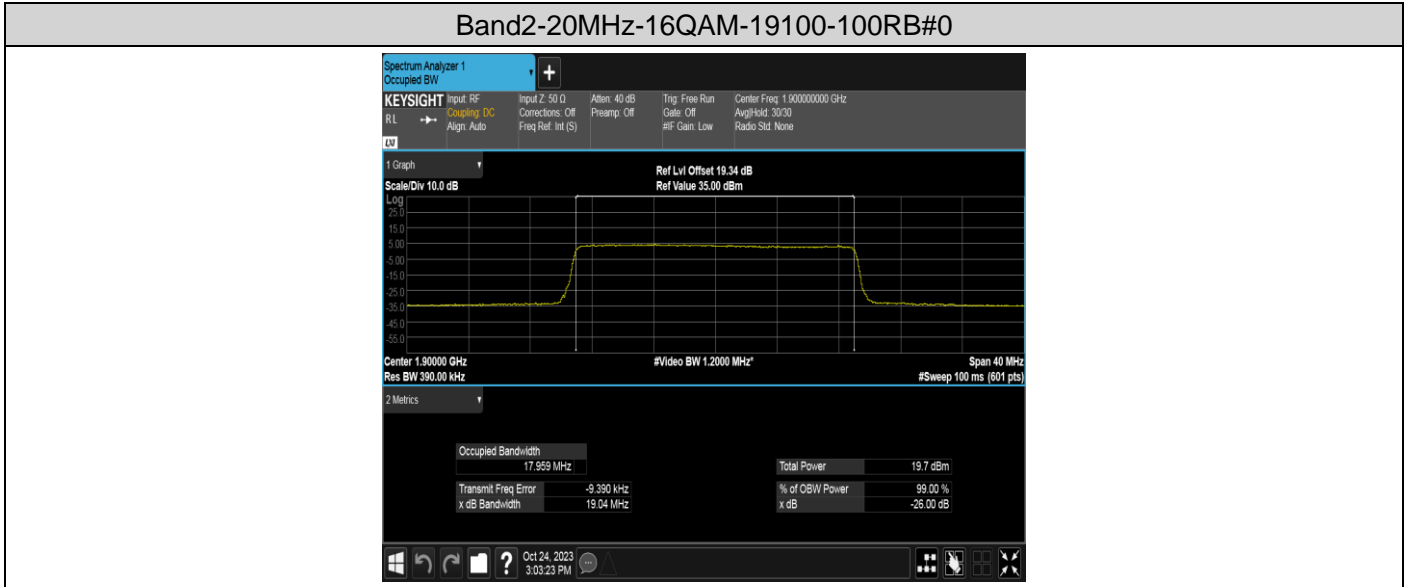 Band2-20MHz-16QAM-19100-100RB#0
Spectrum Analyzer 1
Occupied BW
+
KEYSIGHT
RL
LXI
Input: RF
Coupling: DC
Align: Auto
Input Z: 50 Ω
Corrections: Off
Freq Ref: Int (S)
Atten: 40 dB
Preamp: Off
Trig: Free Run
Gate: Off
#IF Gain: Low
Center Freq: 1.900000000 GHz
Avg|Hold: 30/30
Radio Std: None
1 Graph
Scale/Div 10.0 dB
Ref Lvl Offset 19.34 dB
Ref Value 35.00 dBm
Log
25.0
15.0
5.00
-5.00
-15.0
-25.0
-35.0
-45.0
-55.0
Center 1.90000 GHz
Res BW 390.00 kHz
#Video BW 1.2000 MHz*
Span 40 MHz
#Sweep 100 ms (601 pts)
2 Metrics
Occupied Bandwidth
17.959 MHz
Transmit Freq Error -9.390 kHz
x dB Bandwidth 19.04 MHz
Total Power 19.7 dBm
% of OBW Power 99.00 %
x dB -26.00 dB
?
Oct 24, 2023
3:03:23 PM